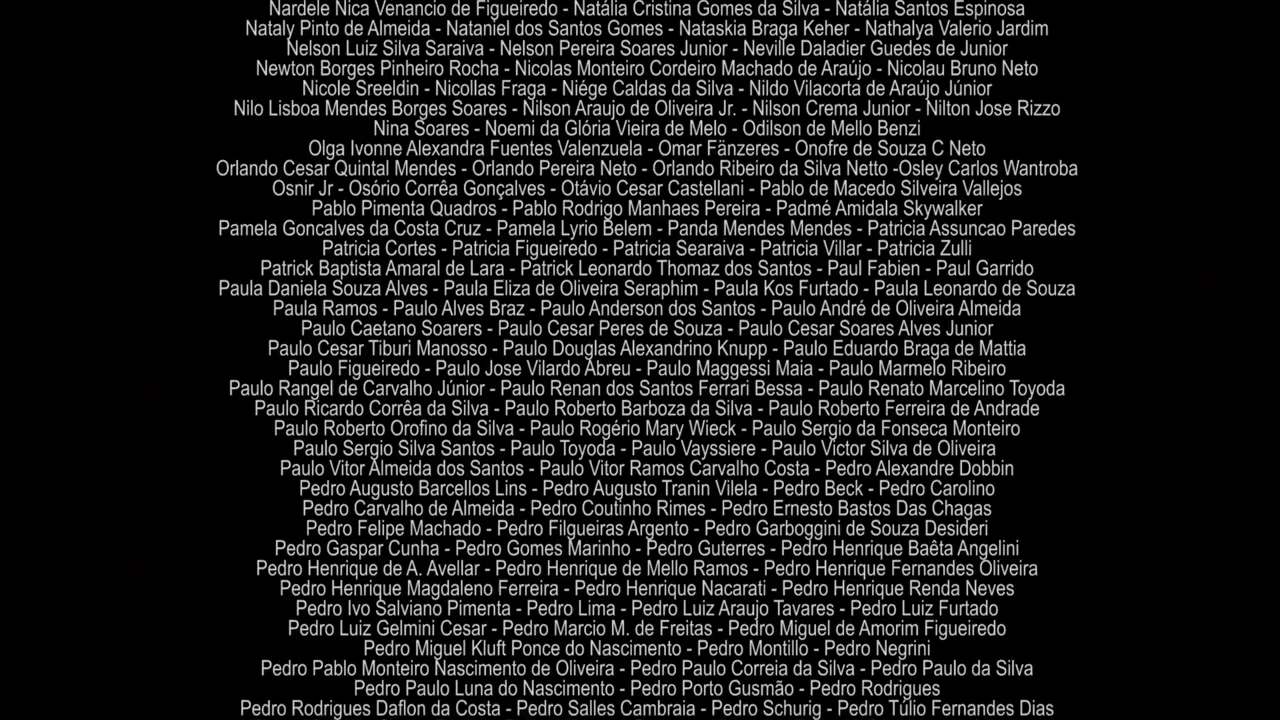 Nardele Nica Venancio de Figueiredo - Natália Cristina Gomes da Silva - Natália Santos Espinosa
Nataly Pinto de Almeida - Nataniel dos Santos Gomes - Nataskia Braga Keher - Nathalya Valerio Jardim
Nelson Luiz Silva Saraiva - Nelson Pereira Soares Junior - Neville Daladier Guedes de Junior
Newton Borges Pinheiro Rocha - Nicolas Monteiro Cordeiro Machado de Araújo - Nicolau Bruno Neto
Nicole Sreeldin - Nicollas Fraga - Niége Caldas da Silva - Nildo Vilacorta de Araújo Júnior
Nilo Lisboa Mendes Borges Soares - Nilson Araujo de Oliveira Jr. - Nilson Crema Junior - Nilton Jose Rizzo
Nina Soares - Noemi da Glória Vieira de Melo - Odilson de Mello Benzi
Olga Ivonne Alexandra Fuentes Valenzuela - Omar Fänzeres - Onofre de Souza C Neto
Orlando Cesar Quintal Mendes - Orlando Pereira Neto - Orlando Ribeiro da Silva Netto -Osley Carlos Wantroba
Osnir Jr - Osório Corrêa Gonçalves - Otávio Cesar Castellani - Pablo de Macedo Silveira Vallejos
Pablo Pimenta Quadros - Pablo Rodrigo Manhaes Pereira - Padmé Amidala Skywalker
Pamela Goncalves da Costa Cruz - Pamela Lyrio Belem - Panda Mendes Mendes - Patricia Assuncao Paredes
Patricia Cortes - Patricia Figueiredo - Patricia Searaiva - Patricia Villar - Patricia Zulli
Patrick Baptista Amaral de Lara - Patrick Leonardo Thomaz dos Santos - Paul Fabien - Paul Garrido
Paula Daniela Souza Alves - Paula Eliza de Oliveira Seraphim - Paula Kos Furtado - Paula Leonardo de Souza
Paula Ramos - Paulo Alves Braz - Paulo Anderson dos Santos - Paulo André de Oliveira Almeida
Paulo Caetano Soarers - Paulo Cesar Peres de Souza - Paulo Cesar Soares Alves Junior
Paulo Cesar Tiburi Manosso - Paulo Douglas Alexandrino Knupp - Paulo Eduardo Braga de Mattia
Paulo Figueiredo - Paulo Jose Vilardo Abreu - Paulo Maggessi Maia - Paulo Marmelo Ribeiro
Paulo Rangel de Carvalho Júnior - Paulo Renan dos Santos Ferrari Bessa - Paulo Renato Marcelino Toyoda
Paulo Ricardo Corrêa da Silva - Paulo Roberto Barboza da Silva - Paulo Roberto Ferreira de Andrade
Paulo Roberto Orofino da Silva - Paulo Rogério Mary Wieck - Paulo Sergio da Fonseca Monteiro
Paulo Sergio Silva Santos - Paulo Toyoda - Paulo Vayssiere - Paulo Victor Silva de Oliveira
Paulo Vitor Almeida dos Santos - Paulo Vitor Ramos Carvalho Costa - Pedro Alexandre Dobbin
Pedro Augusto Barcellos Lins - Pedro Augusto Tranin Vilela - Pedro Beck - Pedro Carolino
Pedro Carvalho de Almeida - Pedro Coutinho Rimes - Pedro Ernesto Bastos Das Chagas
Pedro Felipe Machado - Pedro Filgueiras Argento - Pedro Garboggini de Souza Desideri
Pedro Gaspar Cunha - Pedro Gomes Marinho - Pedro Guterres - Pedro Henrique Baêta Angelini
Pedro Henrique de A. Avellar - Pedro Henrique de Mello Ramos - Pedro Henrique Fernandes Oliveira
Pedro Henrique Magdaleno Ferreira - Pedro Henrique Nacarati - Pedro Henrique Renda Neves
Pedro Ivo Salviano Pimenta - Pedro Lima - Pedro Luiz Araujo Tavares - Pedro Luiz Furtado
Pedro Luiz Gelmini Cesar - Pedro Marcio M. de Freitas - Pedro Miguel de Amorim Figueiredo
Pedro Miguel Kluft Ponce do Nascimento - Pedro Montillo - Pedro Negrini
Pedro Pablo Monteiro Nascimento de Oliveira - Pedro Paulo Correia da Silva - Pedro Paulo da Silva
Pedro Paulo Luna do Nascimento - Pedro Porto Gusmão - Pedro Rodrigues
Pedro Rodrigues Daflon da Costa - Pedro Salles Cambraia - Pedro Schurig - Pedro Túlio Fernandes Dias